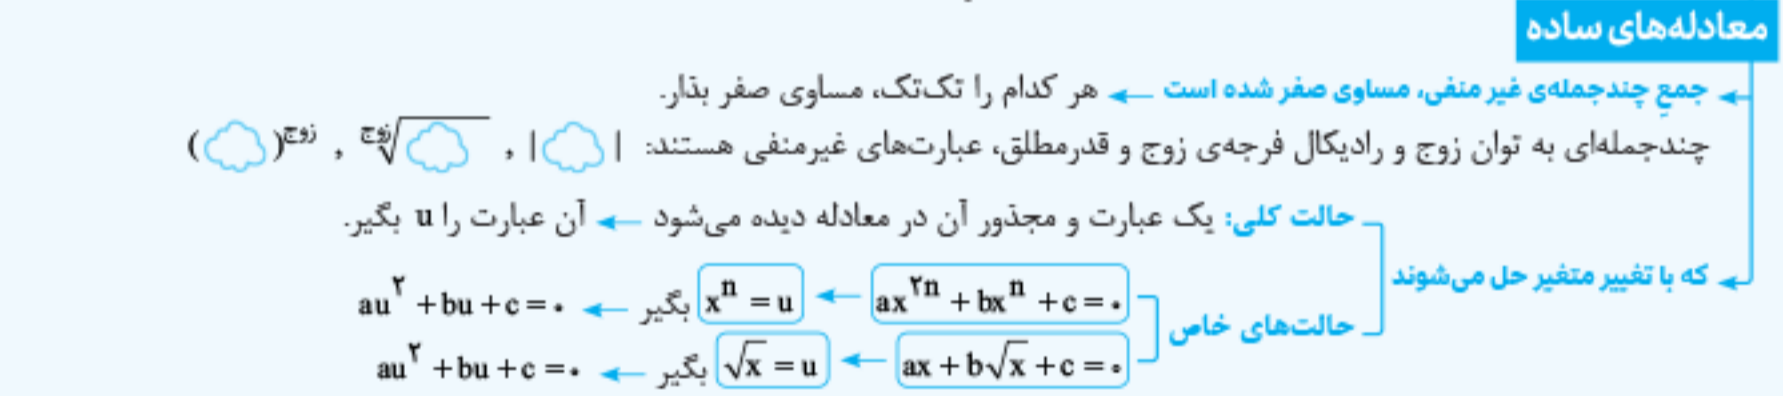 معادله‌های ساده
جمعِ چندجمله‌ی غیر منفی، مساوی صفر شده است ← هر کدام را تک‌تک، مساوی صفر بذار.
چندجمله‌ای به توان زوج و رادیکال فرجه‌ی زوج و قدرمطلق، عبارت‌های غیرمنفی هستند: | | , زوج√ , ( )زوج
حالت کلی: یک عبارت و مجذور آن در معادله دیده می‌شود ← آن عبارت را u بگیر.
که با تغییر متغیر حل می‌شوند
حالت‌های خاص
ax^۲n + bx^n + c = ۰ ← x^n = u بگیر ← au^۲ + bu + c = ۰
ax + b√x + c = ۰ ← √x = u بگیر ← au^۲ + bu + c = ۰